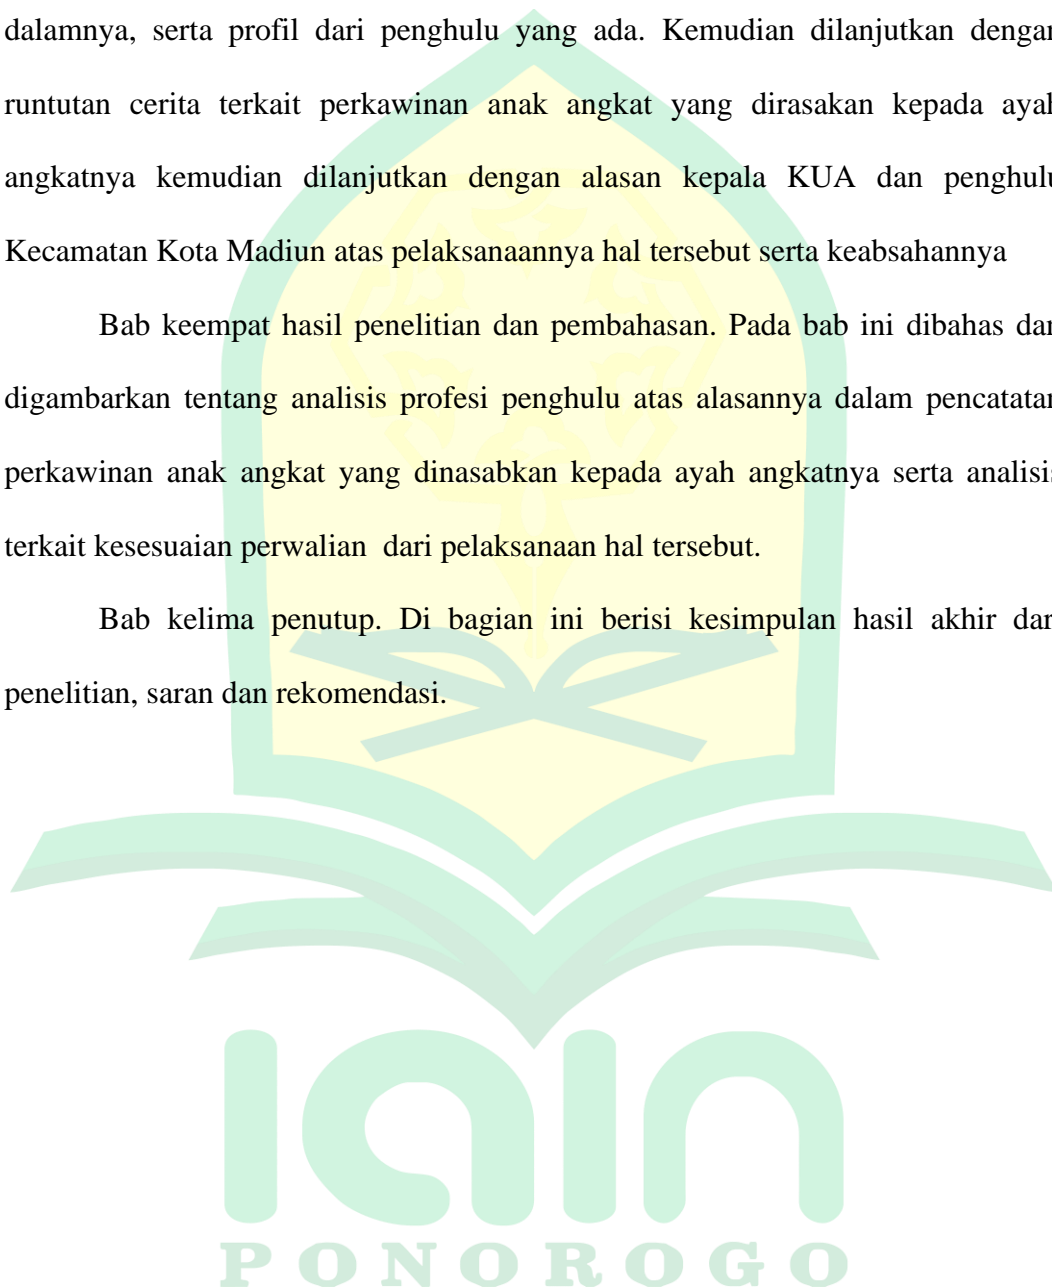 dalamnya, serta profil dari penghulu yang ada. Kemudian dilanjutkan dengan
runtutan cerita terkait perkawinan anak angkat yang dirasakan kepada ayah
angkatnya kemudian dilanjutkan dengan alasan kepala KUA dan penghulu
Kecamatan Kota Madiun atas pelaksanaannya hal tersebut serta keabsahannya
Bab keempat hasil penelitian dan pembahasan. Pada bab ini dibahas dan
digambarkan tentang analisis profesi penghulu atas alasannya dalam pencatatan
perkawinan anak angkat yang dinasabkan kepada ayah angkatnya serta analisis
terkait kesesuaian perwalian dari pelaksanaan hal tersebut.
Bab kelima penutup. Di bagian ini berisi kesimpulan hasil akhir dari
penelitian, saran dan rekomendasi.
iain
PONOROGO